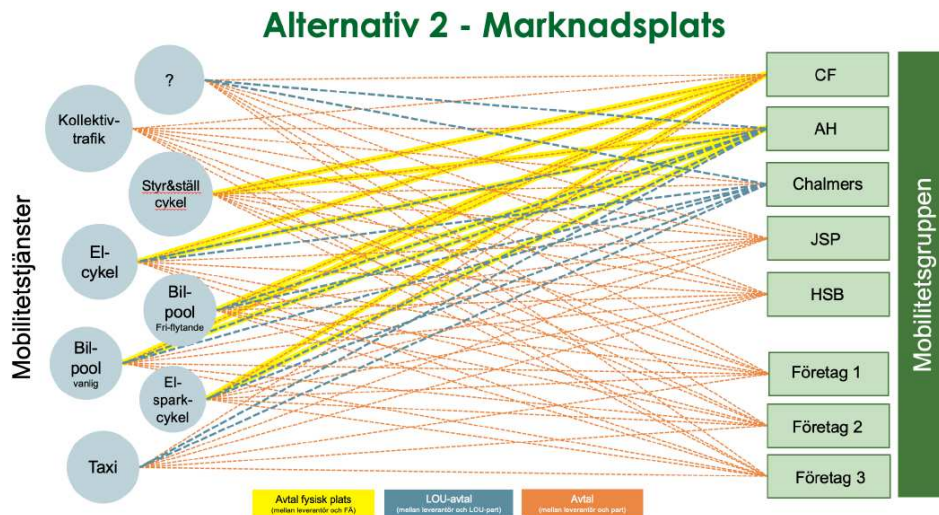 Alternativ 2 - Marknadsplats
Mobilitetstjänster
?
Kollektiv-
trafik
Styr&ställ
cykel
El-
cykel
Bil-
pool
Fri-flytande
Bil-
pool
vanlig
El-
spark-
cykel
Taxi
CF
AH
Chalmers
JSP
HSB
Företag 1
Företag 2
Företag 3
Mobilitetsgruppen
Avtal fysisk plats
(mellan leverantör och FÄ)
LOU-avtal
(mellan leverantör och LOU-part)
Avtal
(mellan leverantör och part)